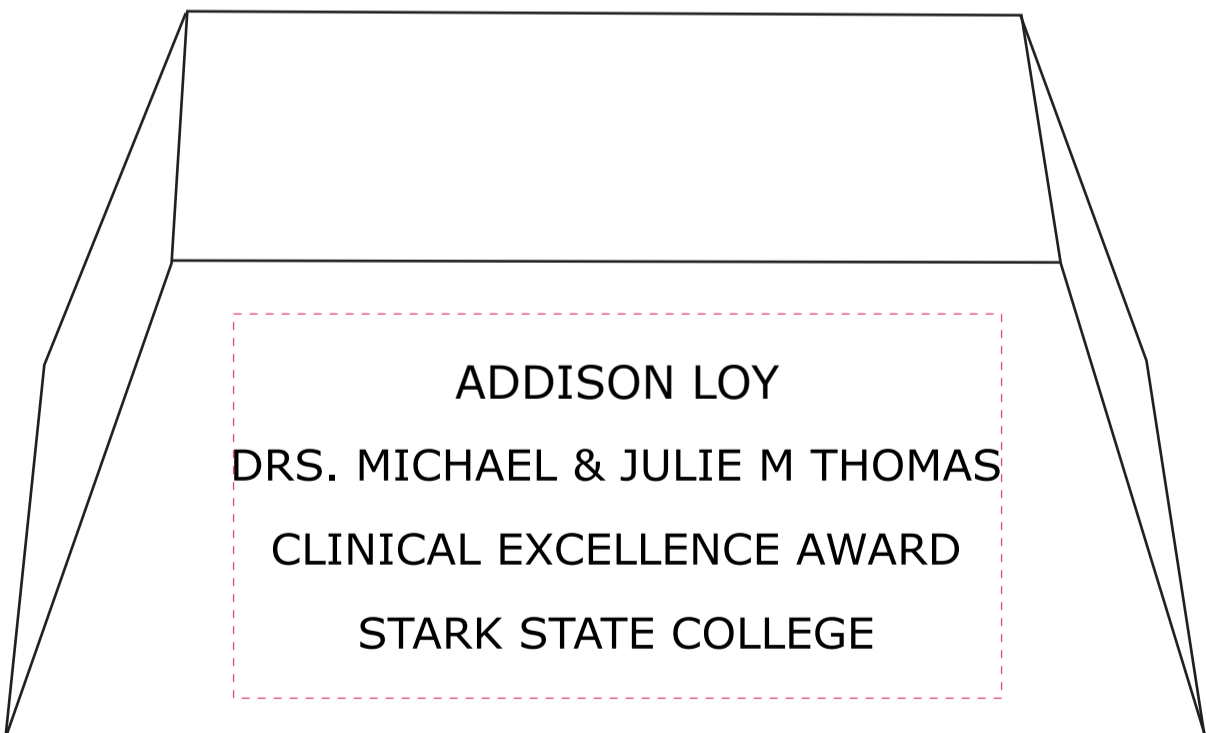 ADDISON LOY
DRS. MICHAEL & JULIE M THOMAS
CLINICAL EXCELLENCE AWARD
STARK STATE COLLEGE